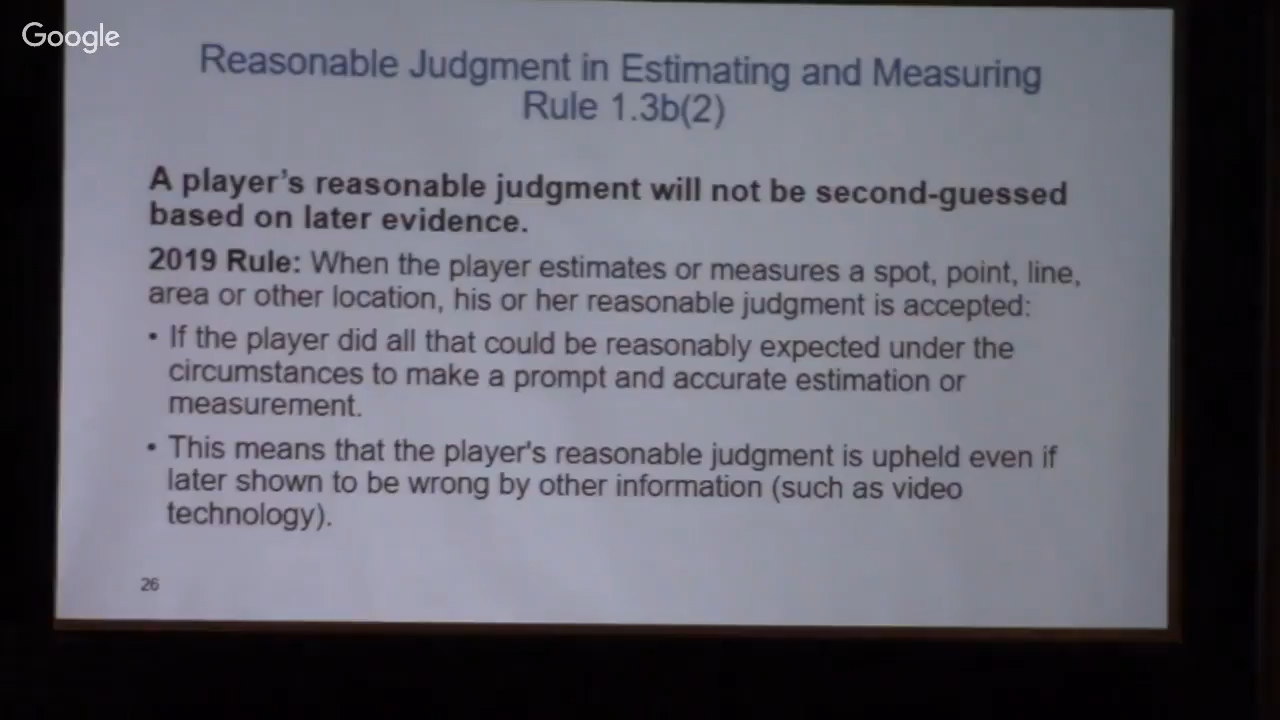 Google
Reasonable Judgment in Estimating and Measuring
Rule 1.3b(2)
A player's reasonable judgment will not be second-guessed
based on later evidence.
2019 Rule: When the player estimates or measures a spot, point, line,
area or other location, his or her reasonable judgment is accepted:
• If the player did all that could be reasonably expected under the
circumstances to make a prompt and accurate estimation or
measurement.
• This means that the player's reasonable judgment is upheld even if
later shown to be wrong by other information (such as video
technology).
26